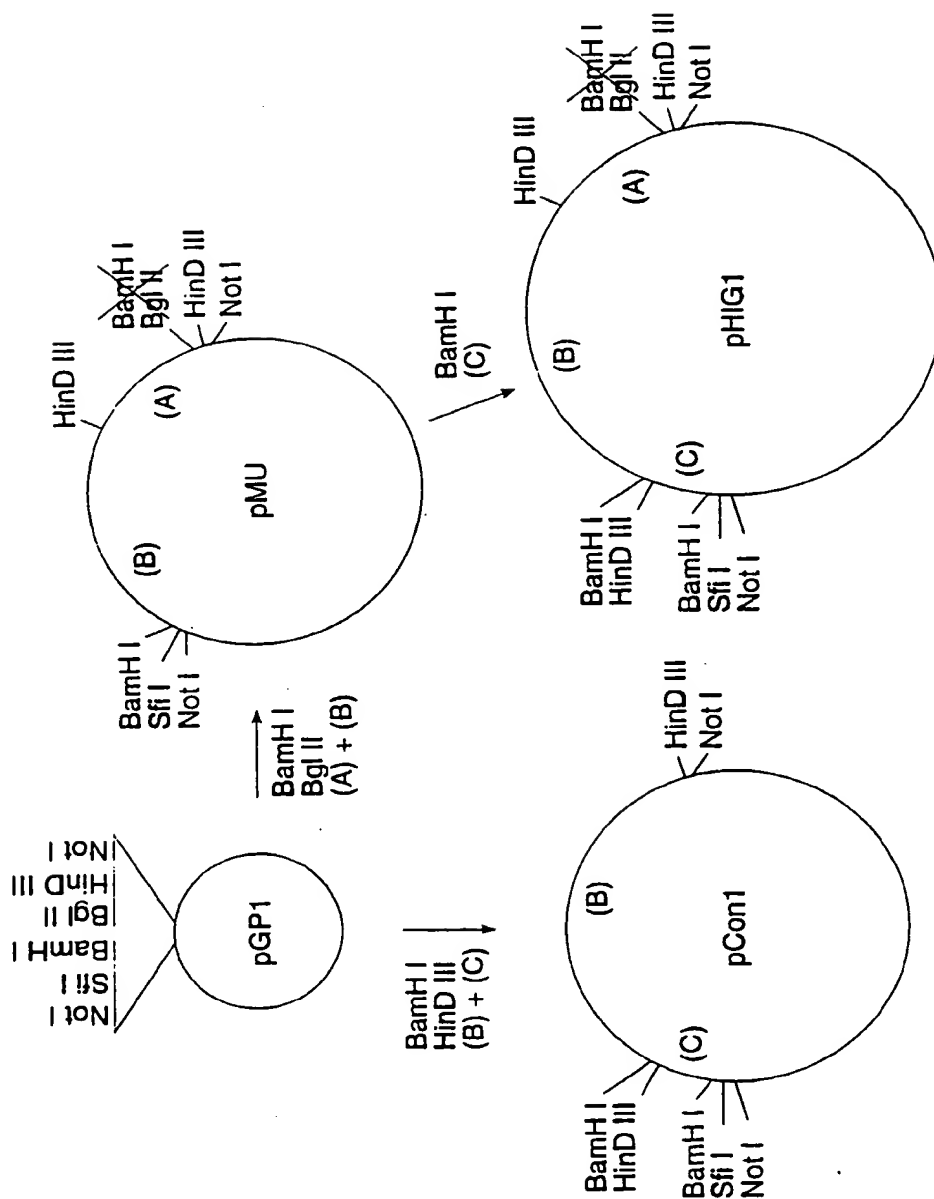 Not I
Sfi I
BamH I
Bgl II
HinD III
Not I
pGP1
BamH I
Bgl II
(A) + (B)
BamH I
HinD III
(B) + (C)
BamH I
Sfi I
Not I
(B)
pMU
(A)
HinD III
BamH I
Bgl II
HinD III
Not I
BamH I
(C)
BamH I
HinD III
(C)
BamH I
Sfi I
Not I
pCon1
(B)
HinD III
Not I
BamH I
HinD III
(C)
BamH I
Sfi I
Not I
(B)
pHIG1
HinD III
(A)
BamH I
Bgl II
HinD III
Not I